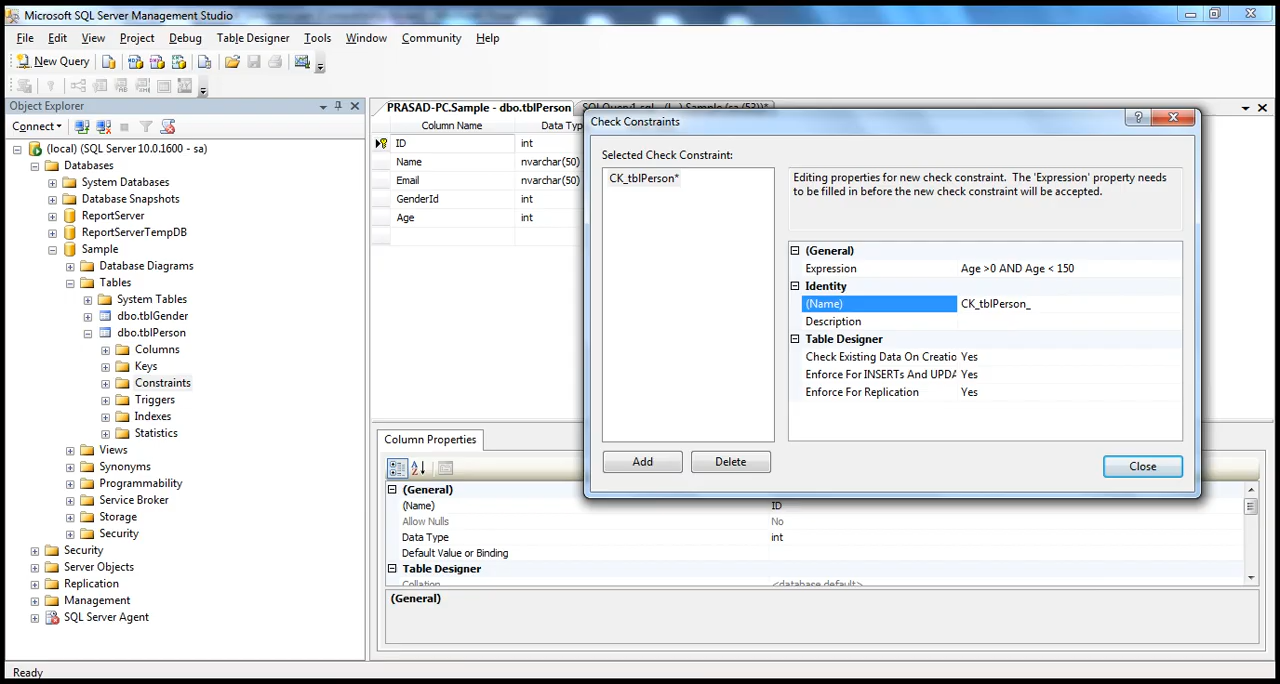 Microsoft SQL Server Management Studio
File Edit View Project Debug Table Designer Tools Window Community Help
New Query
Object Explorer
Connect
(local) (SQL Server 10.0.1600 - sa)
Databases
System Databases
Database Snapshots
ReportServer
ReportServerTempDB
Sample
Database Diagrams
Tables
System Tables
dbo.tblGender
dbo.tblPerson
Columns
Keys
Constraints
Triggers
Indexes
Statistics
Views
Synonyms
Programmability
Service Broker
Storage
Security
Security
Server Objects
Replication
Management
SQL Server Agent
PRASAD-PC.Sample - dbo.tblPerson
Column Name Data Typ
ID int
Name nvarchar(50)
Email nvarchar(50)
GenderId int
Age int
Check Constraints
Selected Check Constraint:
CK_tblPerson*
Editing properties for new check constraint. The 'Expression' property needs
to be filled in before the new check constraint will be accepted.
(General)
Expression Age >0 AND Age < 150
Identity
(Name) CK_tblPerson_
Description
Table Designer
Check Existing Data On Creatio Yes
Enforce For INSERTs And UPDA Yes
Enforce For Replication Yes
Add Delete
Close
Column Properties
(General)
(Name) ID
Allow Nulls No
Data Type int
Default Value or Binding
Table Designer
Collation <database default>
(General)
Ready